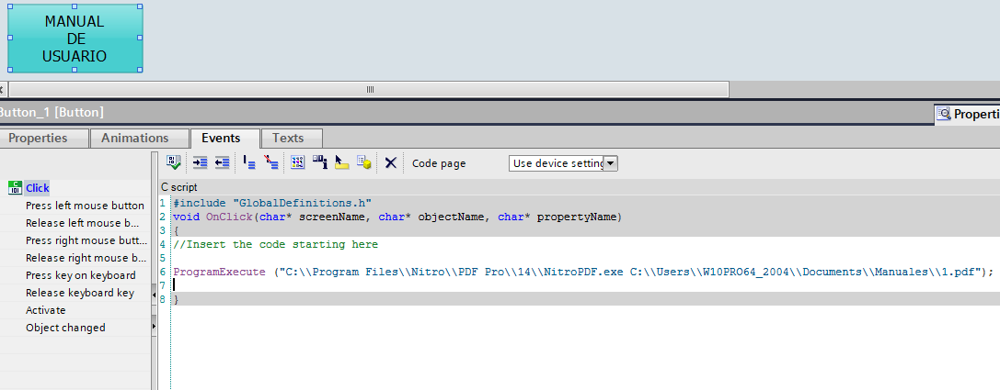 MANUAL
DE
USUARIO
Button_1 [Button]
Properti
Properties Animations Events Texts
Code page Use device setting
C script
Click
Press left mouse button
Release left mouse b...
Press right mouse butt...
Release right mouse b...
Press key on keyboard
Release keyboard key
Activate
Object changed
1 #include "GlobalDefinitions.h"
2 void OnClick(char* screenName, char* objectName, char* propertyName)
3 {
4 //Insert the code starting here
5
6 ProgramExecute ("C:\\Program Files\\Nitro\\PDF Pro\\14\\NitroPDF.exe C:\\Users\\W10PRO64_2004\\Documents\\Manuales\\1.pdf");
7
8 }